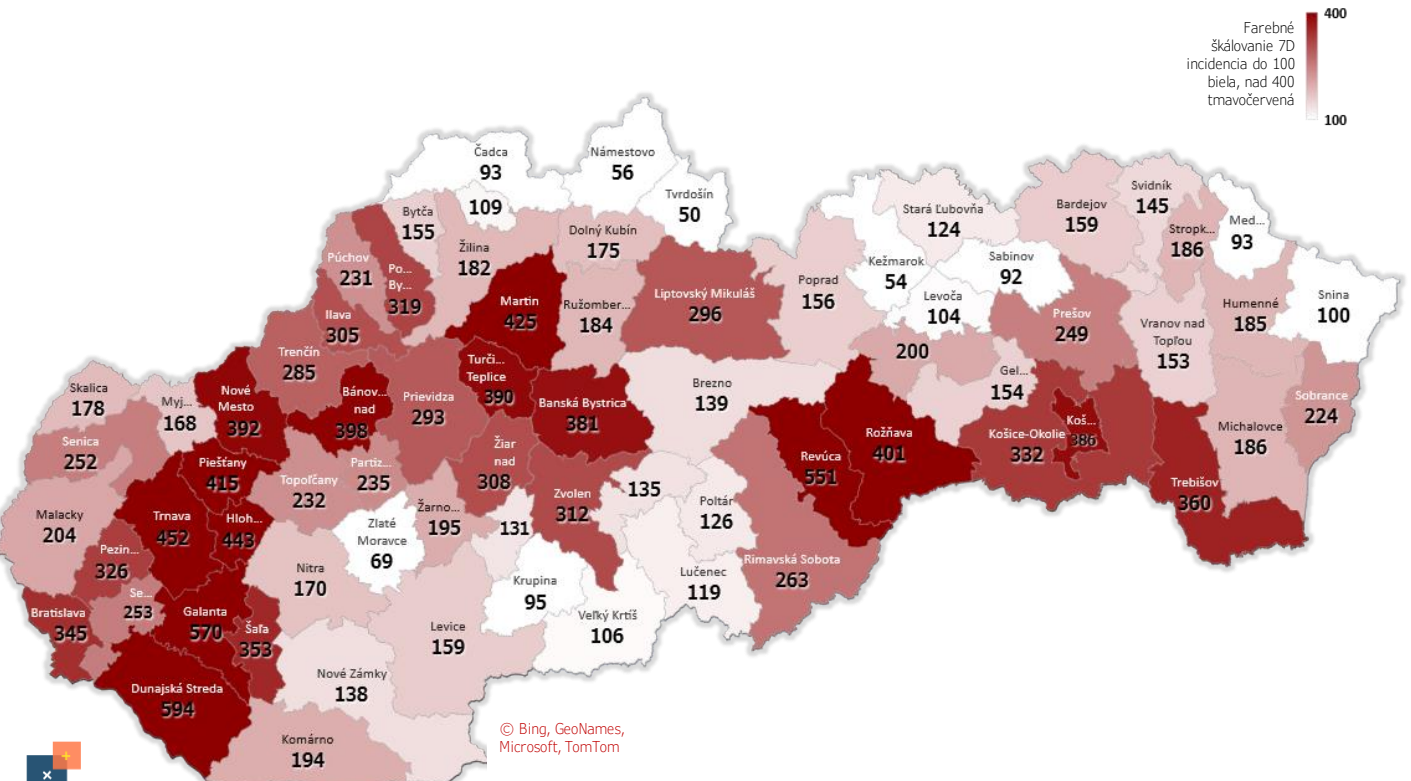 Farebné
škálovanie 7D
incidencia do 100
biela, nad 400
tmavočervená
400
100
Čadca
93
109
Námestovo
56
Tvrdošín
50
Bytča
155
Žilina
182
Dolný Kubín
175
Púchov
231
Po...
By...
319
Ilava
305
Martin
425
Ružomber...
184
Liptovský Mikuláš
296
Poprad
156
Kežmarok
54
Stará Ľubovňa
124
Sabinov
92
Levoča
104
Bardejov
159
Svidník
145
Stropk...
186
Med...
93
Humenné
185
Snina
100
Prešov
249
Vranov nad
Topľou
153
200
Gel...
154
Sobrance
224
Michalovce
186
Trenčín
285
Turči...
Teplice
390
Banská Bystrica
381
Brezno
139
Skalica
178
Myj...
168
Nové
Mesto
392
Bánov...
nad
398
Prievidza
293
Senica
252
Piešťany
415
Topoľčany
232
Partiz...
235
Žiar
nad
308
Zvolen
312
135
Poltár
126
Revúca
551
Rožňava
401
Košice-Okolie
332
Koš...
386
Trebišov
360
Malacky
204
Trnava
452
Hloh...
443
Zlaté
Moravce
69
Žarno...
195
131
Pezin...
326
Nitra
170
Krupina
95
Lučenec
119
Rimavská Sobota
263
Bratislava
345
Se...
253
Galanta
570
Šaľa
353
Levice
159
Veľký Krtíš
106
Dunajská Streda
594
Nové Zámky
138
Komárno
194
© Bing, GeoNames,
Microsoft, TomTom